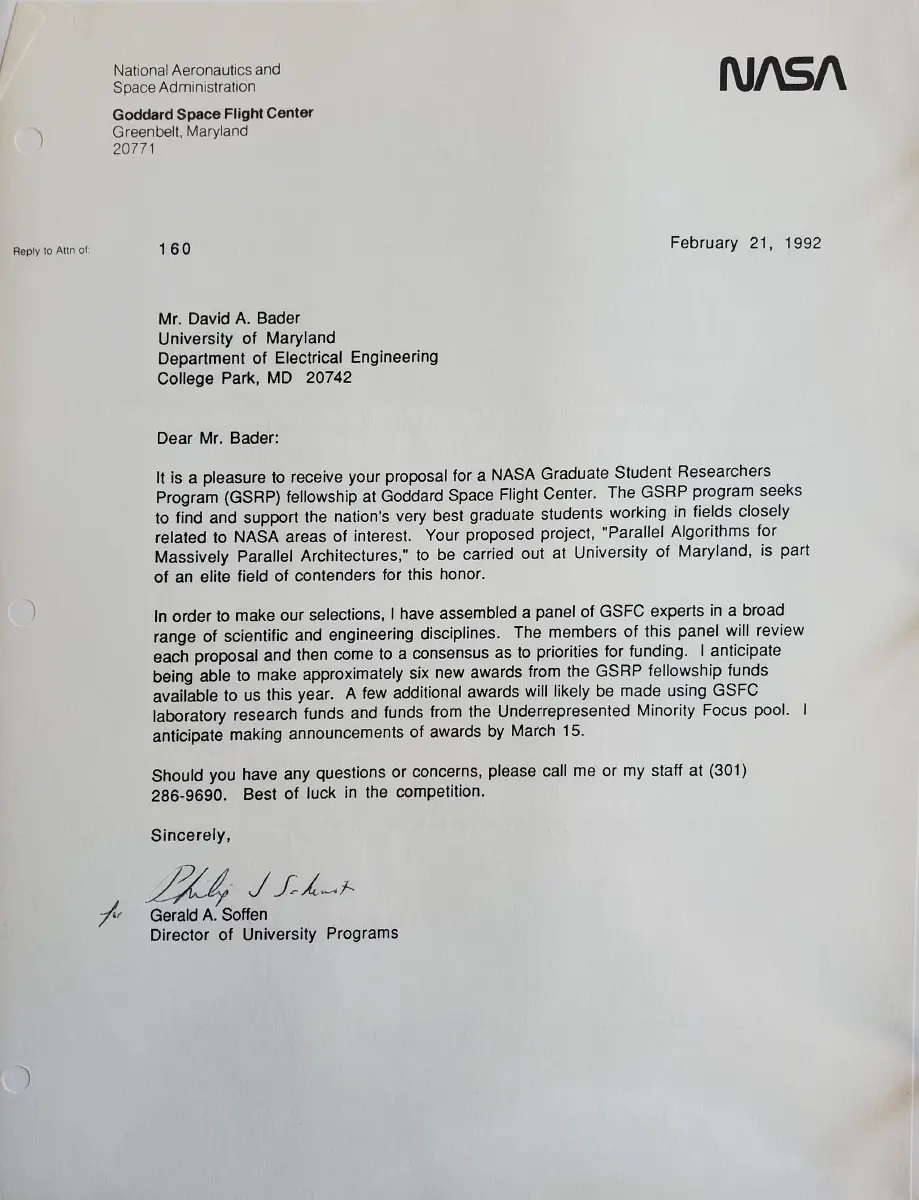 National Aeronautics and
Space Administration
Goddard Space Flight Center
Greenbelt, Maryland
20771
NASA
Reply to Attn of: 160
February 21, 1992
Mr. David A. Bader
University of Maryland
Department of Electrical Engineering
College Park, MD 20742
Dear Mr. Bader:
It is a pleasure to receive your proposal for a NASA Graduate Student Researchers
Program (GSRP) fellowship at Goddard Space Flight Center. The GSRP program seeks
to find and support the nation's very best graduate students working in fields closely
related to NASA areas of interest. Your proposed project, "Parallel Algorithms for
Massively Parallel Architectures," to be carried out at University of Maryland, is part
of an elite field of contenders for this honor.
In order to make our selections, I have assembled a panel of GSFC experts in a broad
range of scientific and engineering disciplines. The members of this panel will review
each proposal and then come to a consensus as to priorities for funding. I anticipate
being able to make approximately six new awards from the GSRP fellowship funds
available to us this year. A few additional awards will likely be made using GSFC
laboratory research funds and funds from the Underrepresented Minority Focus pool. I
anticipate making announcements of awards by March 15.
Should you have any questions or concerns, please call me or my staff at (301)
286-9690. Best of luck in the competition.
Sincerely,
Philip J
for Gerald A. Soffen
Director of University Programs